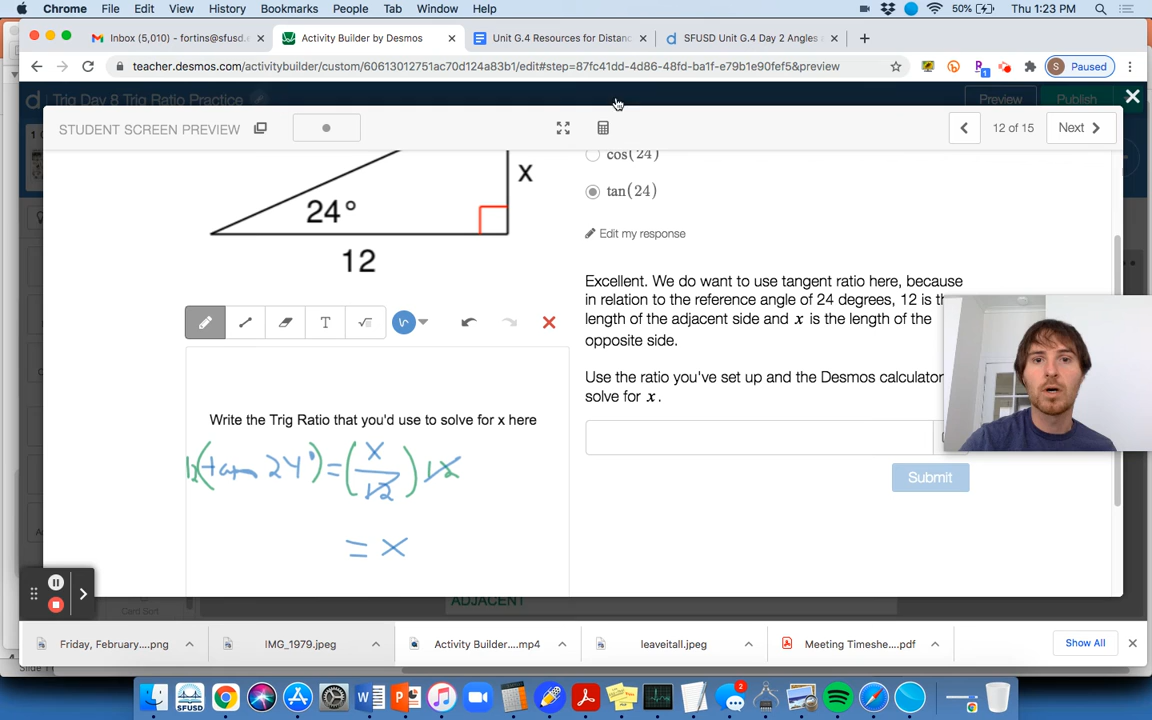 Chrome File Edit View History Bookmarks People Tab Window Help 50% Thu 1:23 PM
Inbox (5,010) - fortins@sfusd.e Activity Builder by Desmos Unit G.4 Resources for Distanc SFUSD Unit G.4 Day 2 Angles
teacher.desmos.com/activitybuilder/custom/60613012751ac70d124a83b1/edit#step=87fc41dd-4d86-48fd-ba1f-e79b1e90fef5&preview S Paused
Trig Day 8 Trig Ratio Practice Preview Publish
STUDENT SCREEN PREVIEW 12 of 15 Next
cos(24)
x
tan(24)
24°
Edit my response
12
Excellent. We do want to use tangent ratio here, because
in relation to the reference angle of 24 degrees, 12 is th
length of the adjacent side and x is the length of the
opposite side.
T
Use the ratio you've set up and the Desmos calculator
solve for x.
Write the Trig Ratio that you'd use to solve for x here
12(tan 24°) = (x/12) 12
Submit
= x
ADJACENT
Card Sort
Friday, February....png IMG_1979.jpeg Activity Builder...mp4 leaveitall.jpeg Meeting Timeshe....pdf Show All
Slide 1
SFUSD 2